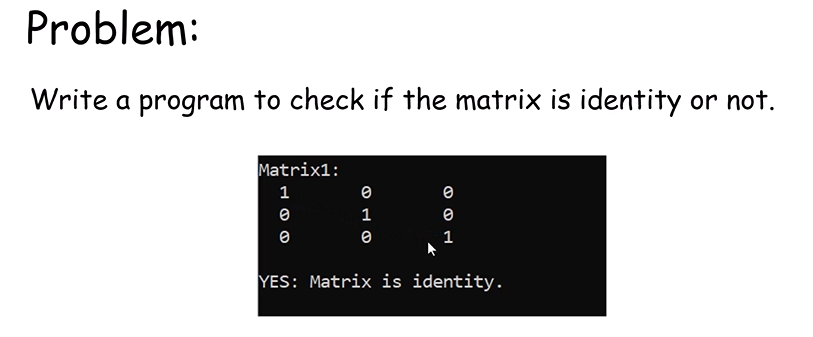 Problem:
Write a program to check if the matrix is identity or not.
Matrix1:
1 0 0
0 1 0
0 0 1
YES: Matrix is identity.